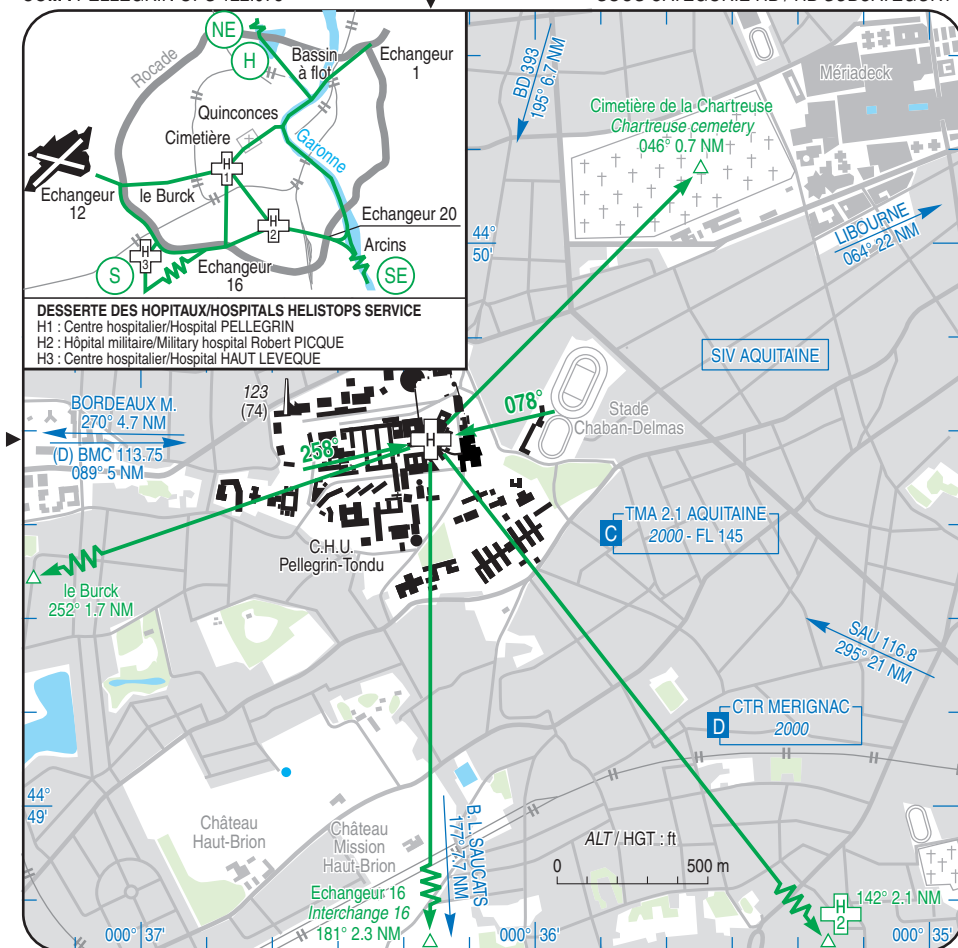 NE
H
Rocade
Bassin
à flot
Echangeur
1
Quinconces
Cimetière
Garonne
H
1
Echangeur
12
le Burck
H
2
Echangeur 20
H
3
Arcins
S
Echangeur
16
SE
DESSERTE DES HOPITAUX/HOSPITALS HELISTOPS SERVICE
H1 : Centre hospitalier/Hospital PELLEGRIN
H2 : Hôpital militaire/Military hospital Robert PICQUE
H3 : Centre hospitalier/Hospital HAUT LEVEQUE
BD 393
195° 6.7 NM
Mériadeck
Cimetière de la Chartreuse
Chartreuse cemetery
046° 0.7 NM
44°
50'
LIBOURNE
064° 22 NM
SIV AQUITAINE
123
(74)
BORDEAUX M.
270° 4.7 NM
(D) BMC 113.75
089° 5 NM
078°
Stade
Chaban-Delmas
H
258°
TMA 2.1 AQUITAINE
C
2000 - FL 145
C.H.U.
Pellegrin-Tondu
le Burck
252° 1.7 NM
SAU 116.8
295° 21 NM
CTR MERIGNAC
D
2000
44°
49'
Château
Haut-Brion
Château
Mission
Haut-Brion
B. L. SAUCATS
177° 7.7 NM
ALT / HGT : ft
0 500 m
Echangeur 16
Interchange 16
181° 2.3 NM
H
2
142° 2.1 NM
000° 37'
000° 36'
000° 35'